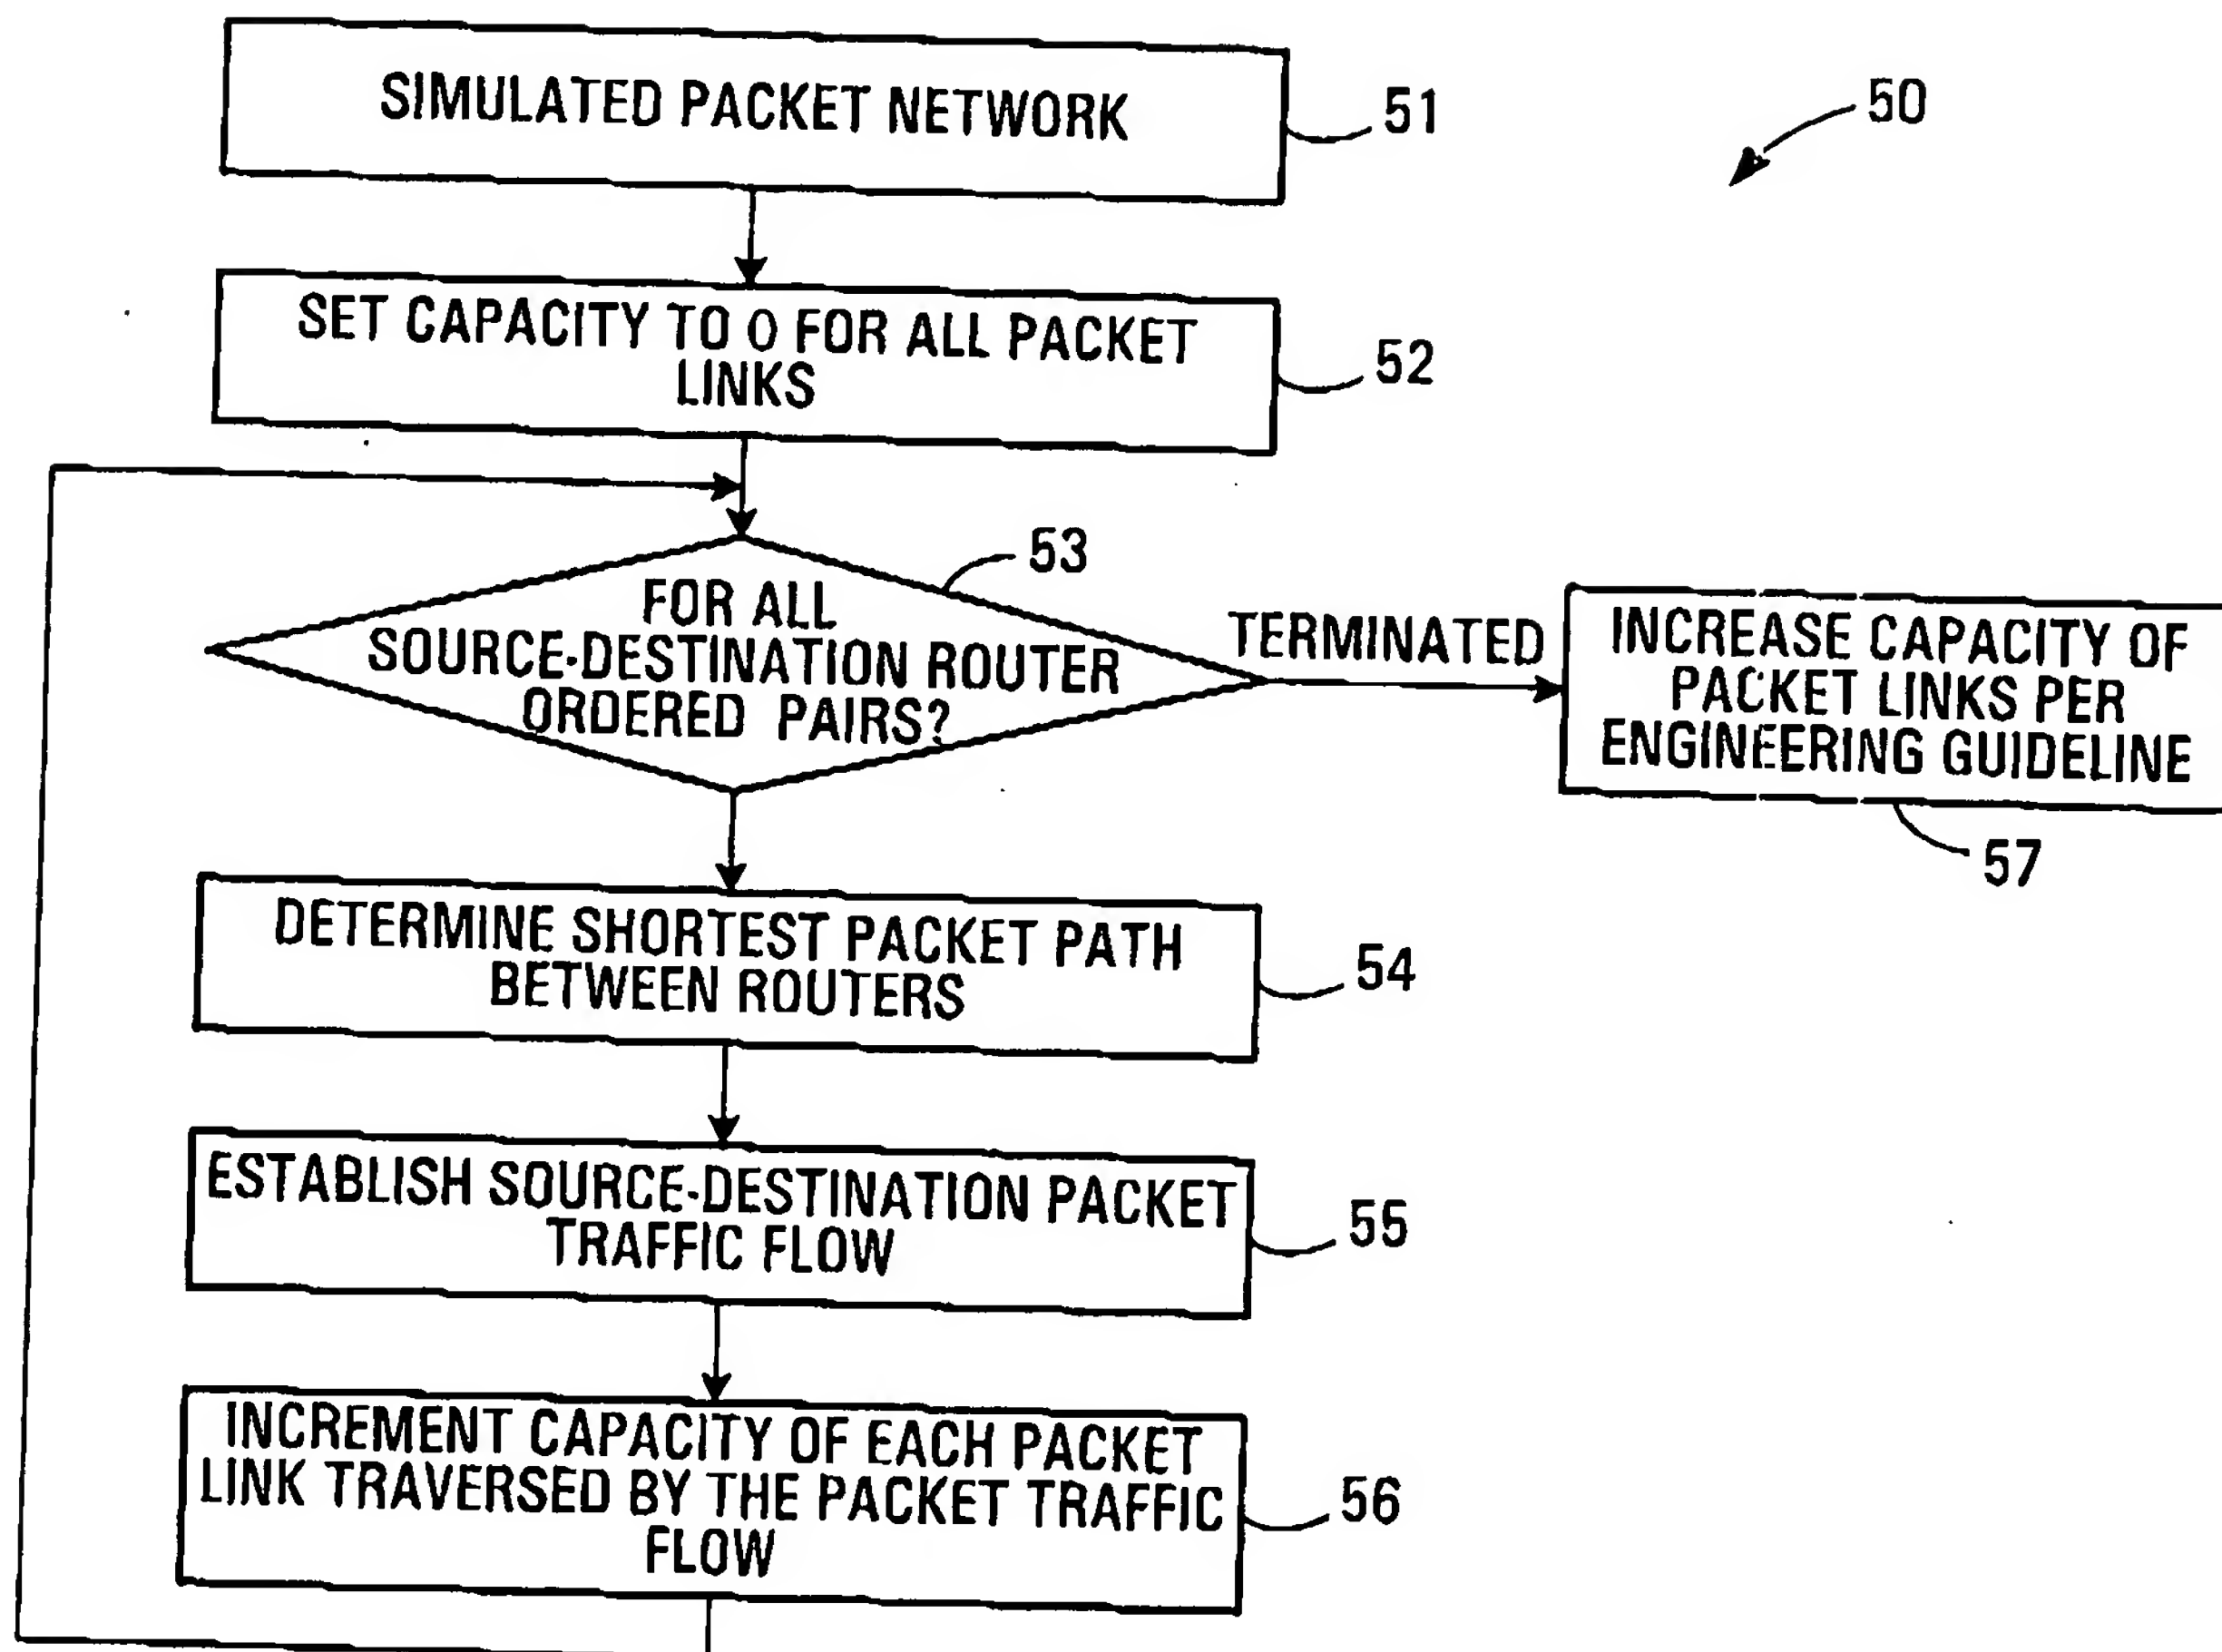 SIMULATED PACKET NETWORK
51
50
SET CAPACITY TO 0 FOR ALL PACKET
LINKS
52
53
FOR ALL
SOURCE-DESTINATION ROUTER
ORDERED PAIRS?
TERMINATED
INCREASE CAPACITY OF
PACKET LINKS PER
ENGINEERING GUIDELINE
57
DETERMINE SHORTEST PACKET PATH
BETWEEN ROUTERS
54
ESTABLISH SOURCE-DESTINATION PACKET
TRAFFIC FLOW
55
INCREMENT CAPACITY OF EACH PACKET
LINK TRAVERSED BY THE PACKET TRAFFIC
FLOW
56